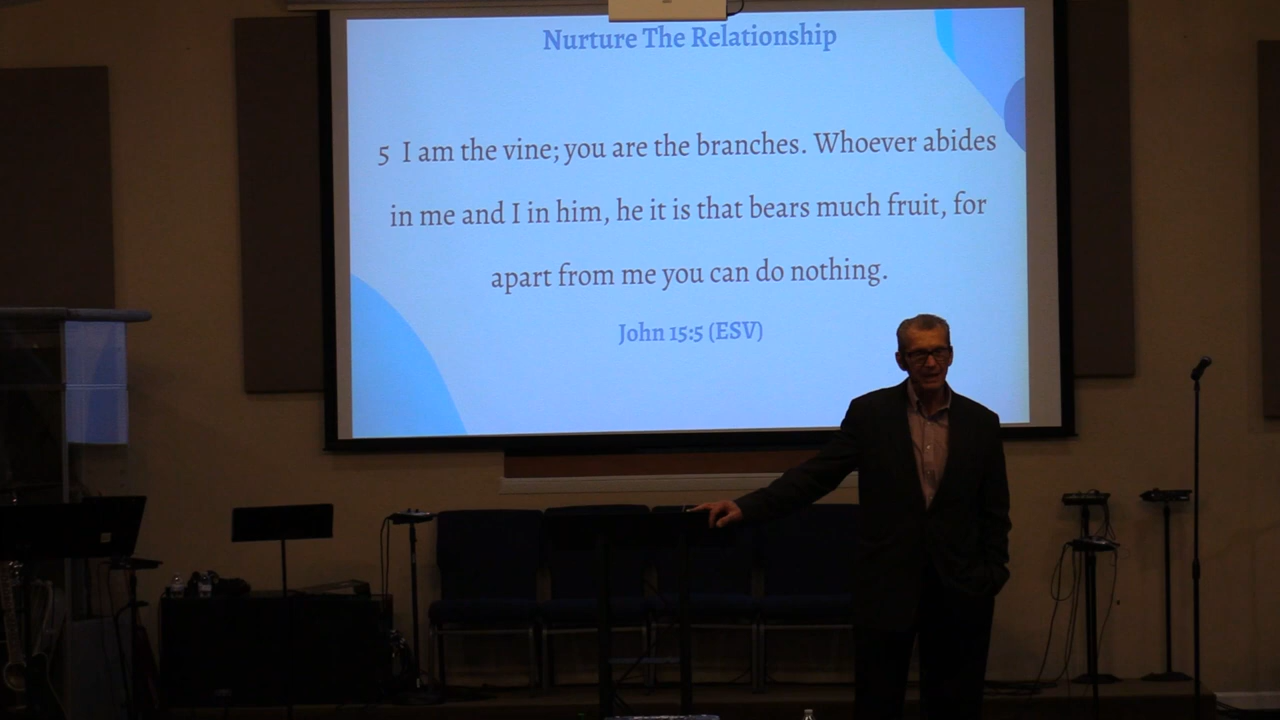 Nurture The Relationship
5 I am the vine; you are the branches. Whoever abides
in me and I in him, he it is that bears much fruit, for
apart from me you can do nothing.
John 15:5 (ESV)